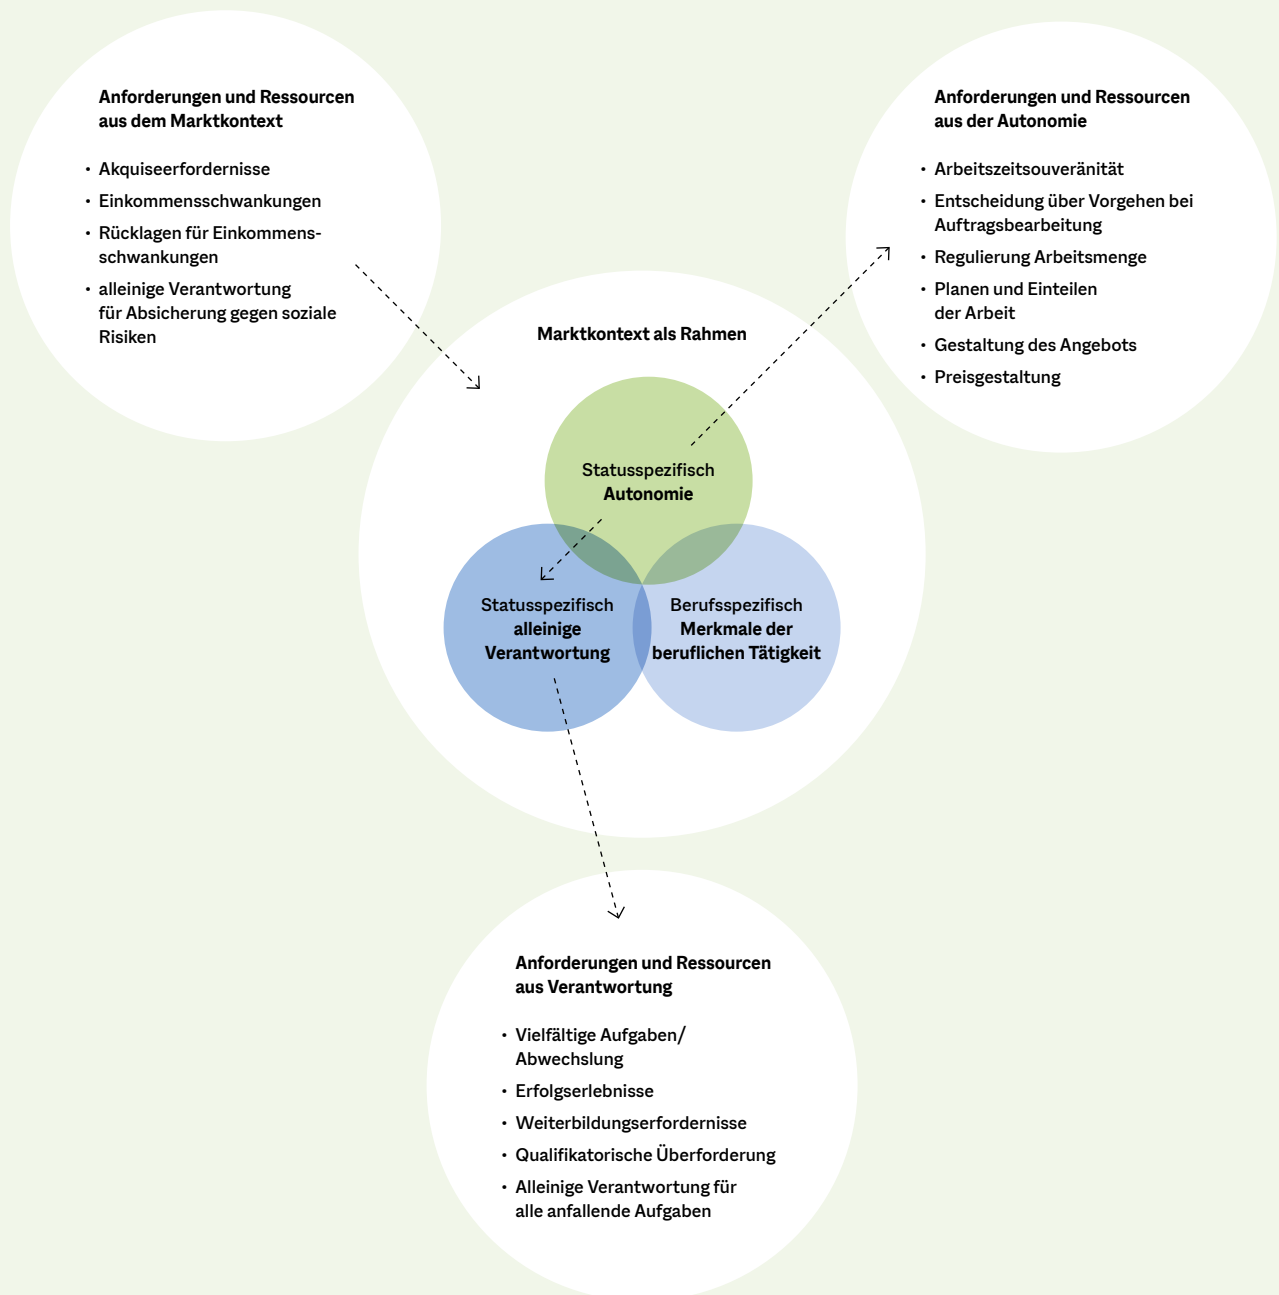 Anforderungen und Ressourcen
aus dem Marktkontext
• Akquiseerfordernisse
• Einkommensschwankungen
• Rücklagen für Einkommens-
schwankungen
• alleinige Verantwortung
für Absicherung gegen soziale
Risiken
Anforderungen und Ressourcen
aus der Autonomie
• Arbeitszeitsouveränität
• Entscheidung über Vorgehen bei
Auftragsbearbeitung
• Regulierung Arbeitsmenge
• Planen und Einteilen
der Arbeit
• Gestaltung des Angebots
• Preisgestaltung
Marktkontext als Rahmen
Statusspezifisch
Autonomie
Statusspezifisch
alleinige
Verantwortung
Berufsspezifisch
Merkmale der
beruflichen Tätigkeit
Anforderungen und Ressourcen
aus Verantwortung
• Vielfältige Aufgaben/
Abwechslung
• Erfolgserlebnisse
• Weiterbildungserfordernisse
• Qualifikatorische Überforderung
• Alleinige Verantwortung für
alle anfallende Aufgaben